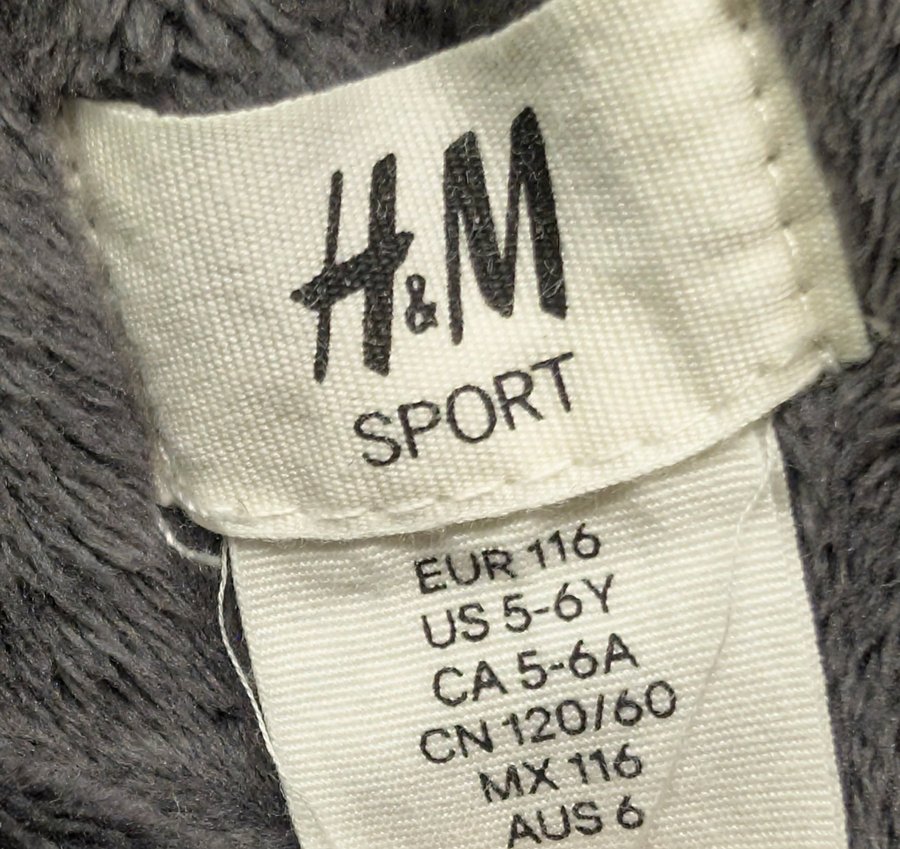 H&M
SPORT
EUR 116
US 5-6Y
CA 5-6A
CN 120/60
MX 116
AUS 6